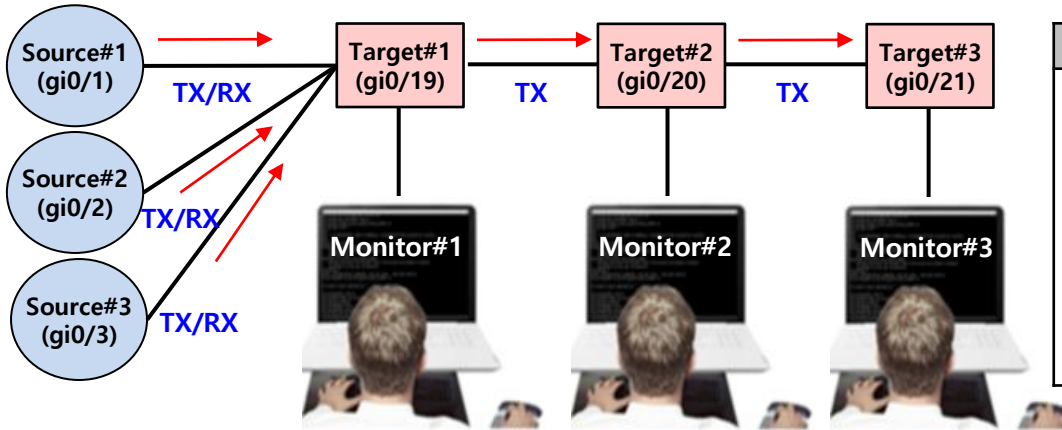 Source#1
(gi0/1)
TX/RX
Target#1
(gi0/19)
TX
Target#2
(gi0/20)
TX
Target#3
(gi0/21)
Source#2
(gi0/2)
TX/RX
Source#3
(gi0/3)
TX/RX
Monitor#1
Monitor#2
Monitor#3